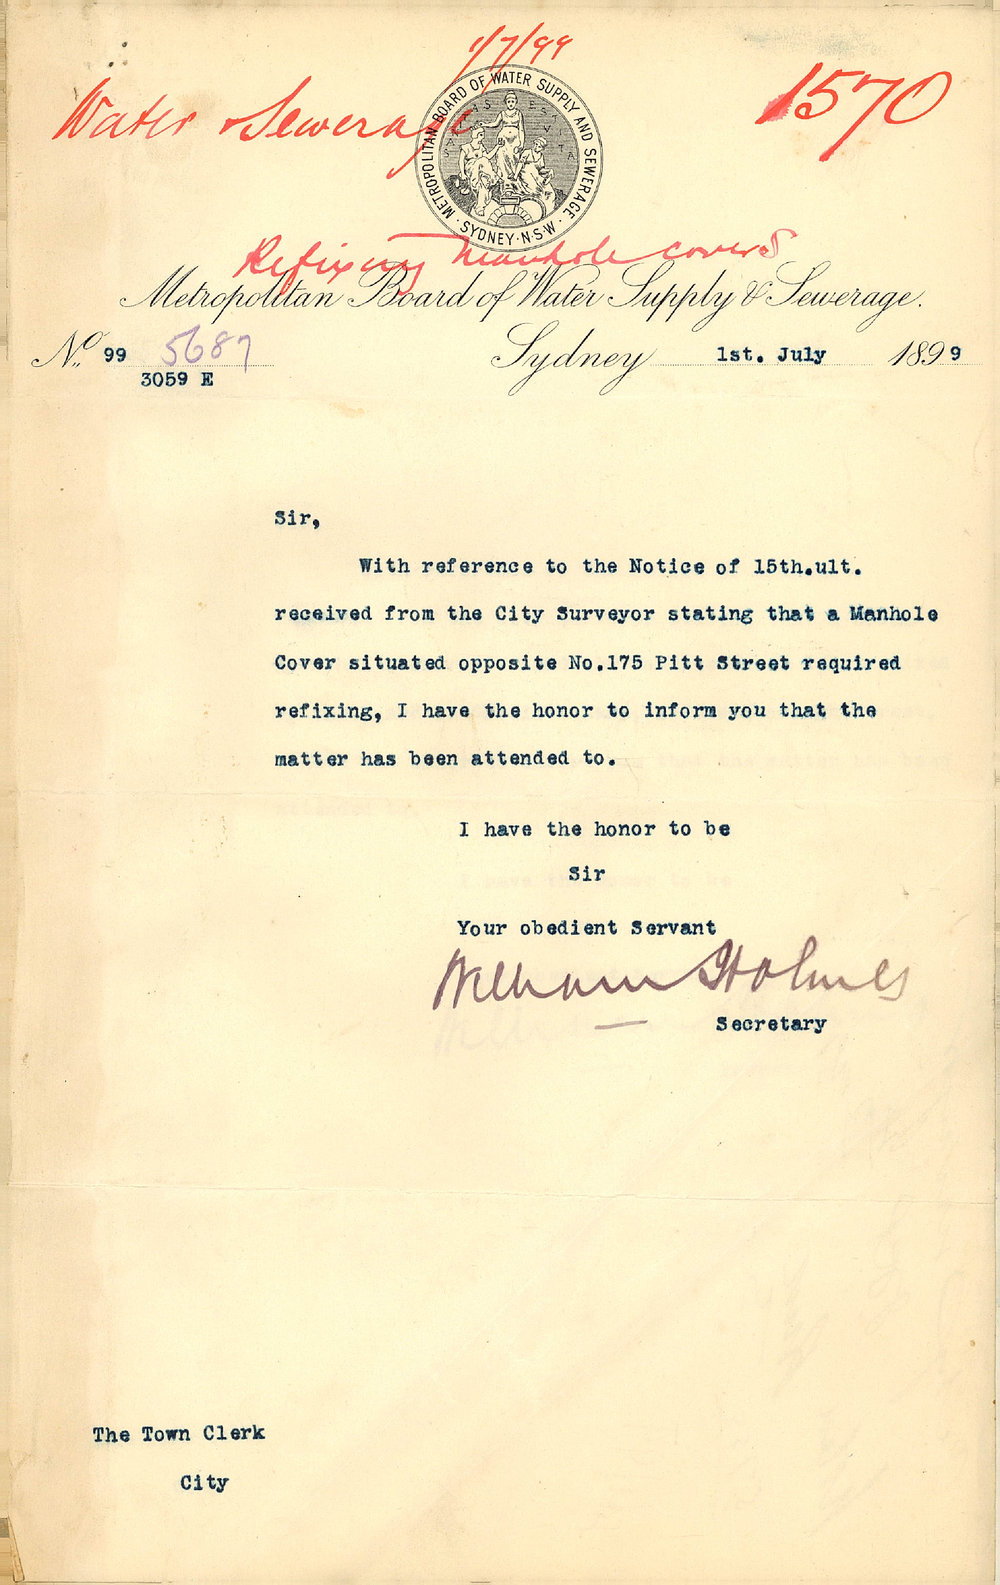 1/7/99
Water & Sewerage
1570
METROPOLITAN BOARD OF WATER SUPPLY AND SEWERAGE
· SYDNEY · N·S·W ·
Refixing Manhole covers
Metropolitan Board of Water Supply & Sewerage.
No. 99 5687
3059 E
Sydney 1st. July 1899
Sir,
With reference to the Notice of 15th.ult.
received from the City Surveyor stating that a Manhole
Cover situated opposite No.175 Pitt Street required
refixing, I have the honor to inform you that the
matter has been attended to.
I have the honor to be
Sir
Your obedient Servant
William Holmes
Secretary
The Town Clerk
City